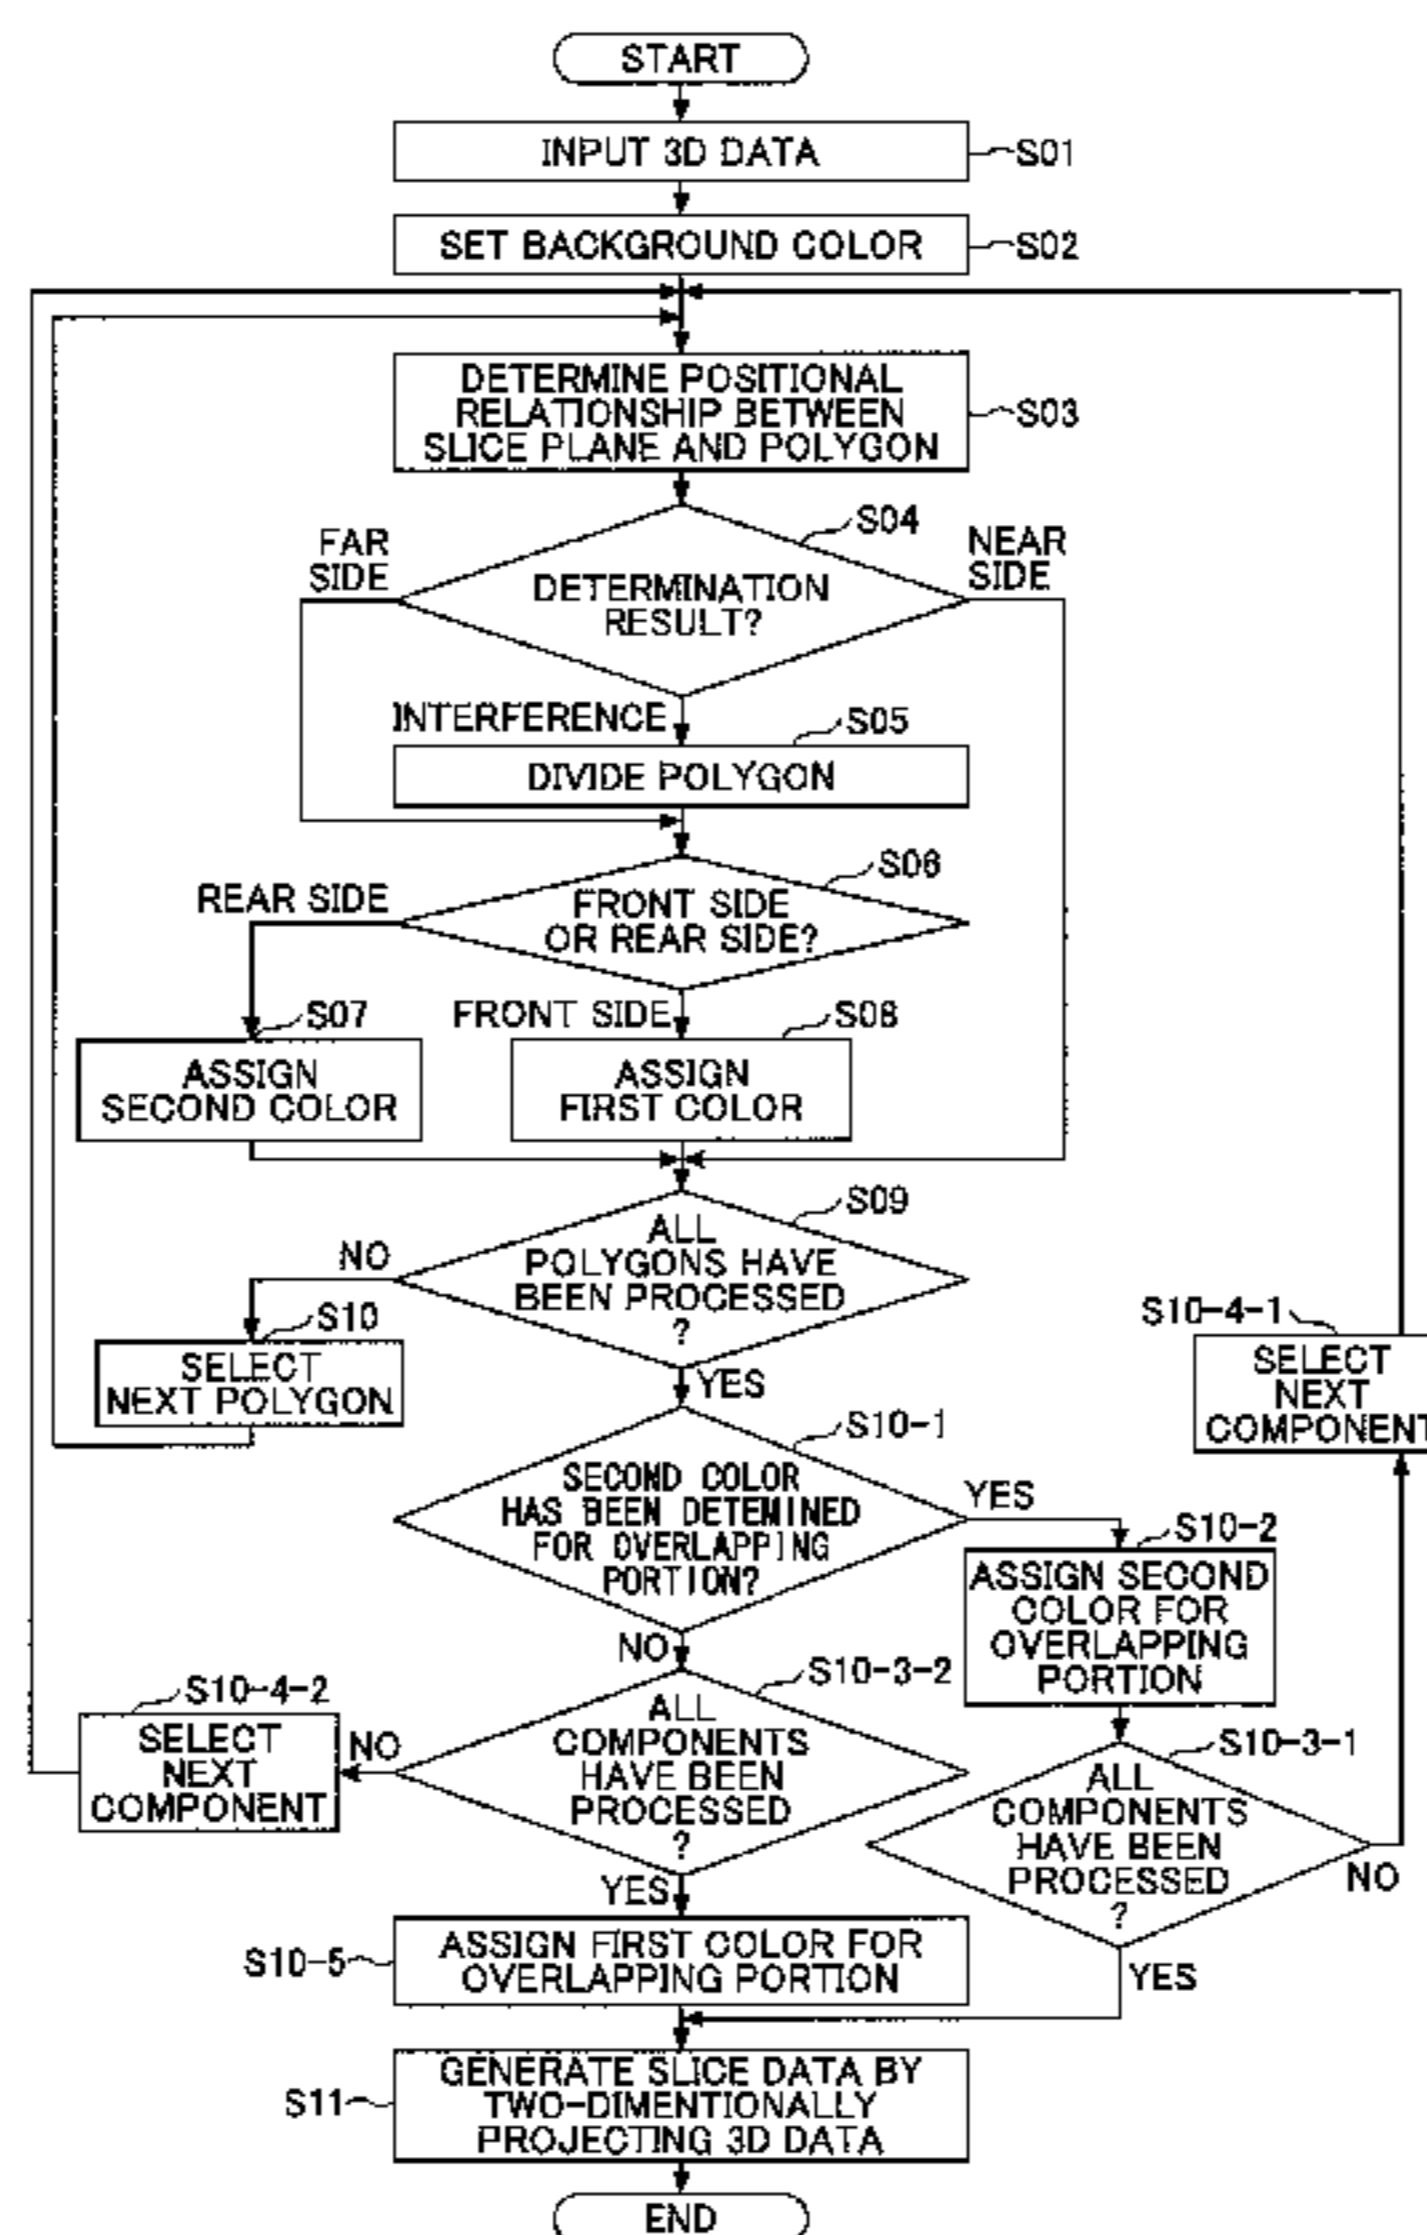 START
INPUT 3D DATA
S01
SET BACKGROUND COLOR
S02
DETERMINE POSITIONAL
RELATIONSHIP BETWEEN
SLICE PLANE AND POLYGON
S03
S04
FAR
SIDE
NEAR
SIDE
DETERMINATION
RESULT?
INTERFERENCE
S05
DIVIDE POLYGON
S06
REAR SIDE
FRONT SIDE
OR REAR SIDE?
S07
FRONT SIDE
S08
ASSIGN
SECOND COLOR
ASSIGN
FIRST COLOR
S09
NO
ALL
POLYGONS HAVE
BEEN PROCESSED
?
S10
SELECT
NEXT POLYGON
YES
S10-4-1
SELECT
NEXT
COMPONENT
S10-1
SECOND COLOR
HAS BEEN DETEMINED
FOR OVERLAPPING
PORTION?
YES
S10-2
ASSIGN SECOND
COLOR FOR
OVERLAPPING
PORTION
NO
S10-3-2
S10-4-2
SELECT
NEXT
COMPONENT
NO
ALL
COMPONENTS
HAVE BEEN
PROCESSED
?
S10-3-1
ALL
COMPONENTS
HAVE BEEN
PROCESSED
?
NO
YES
S10-5
ASSIGN FIRST COLOR FOR
OVERLAPPING PORTION
YES
S11
GENERATE SLICE DATA BY
TWO-DIMENTIONALLY
PROJECTING 3D DATA
END